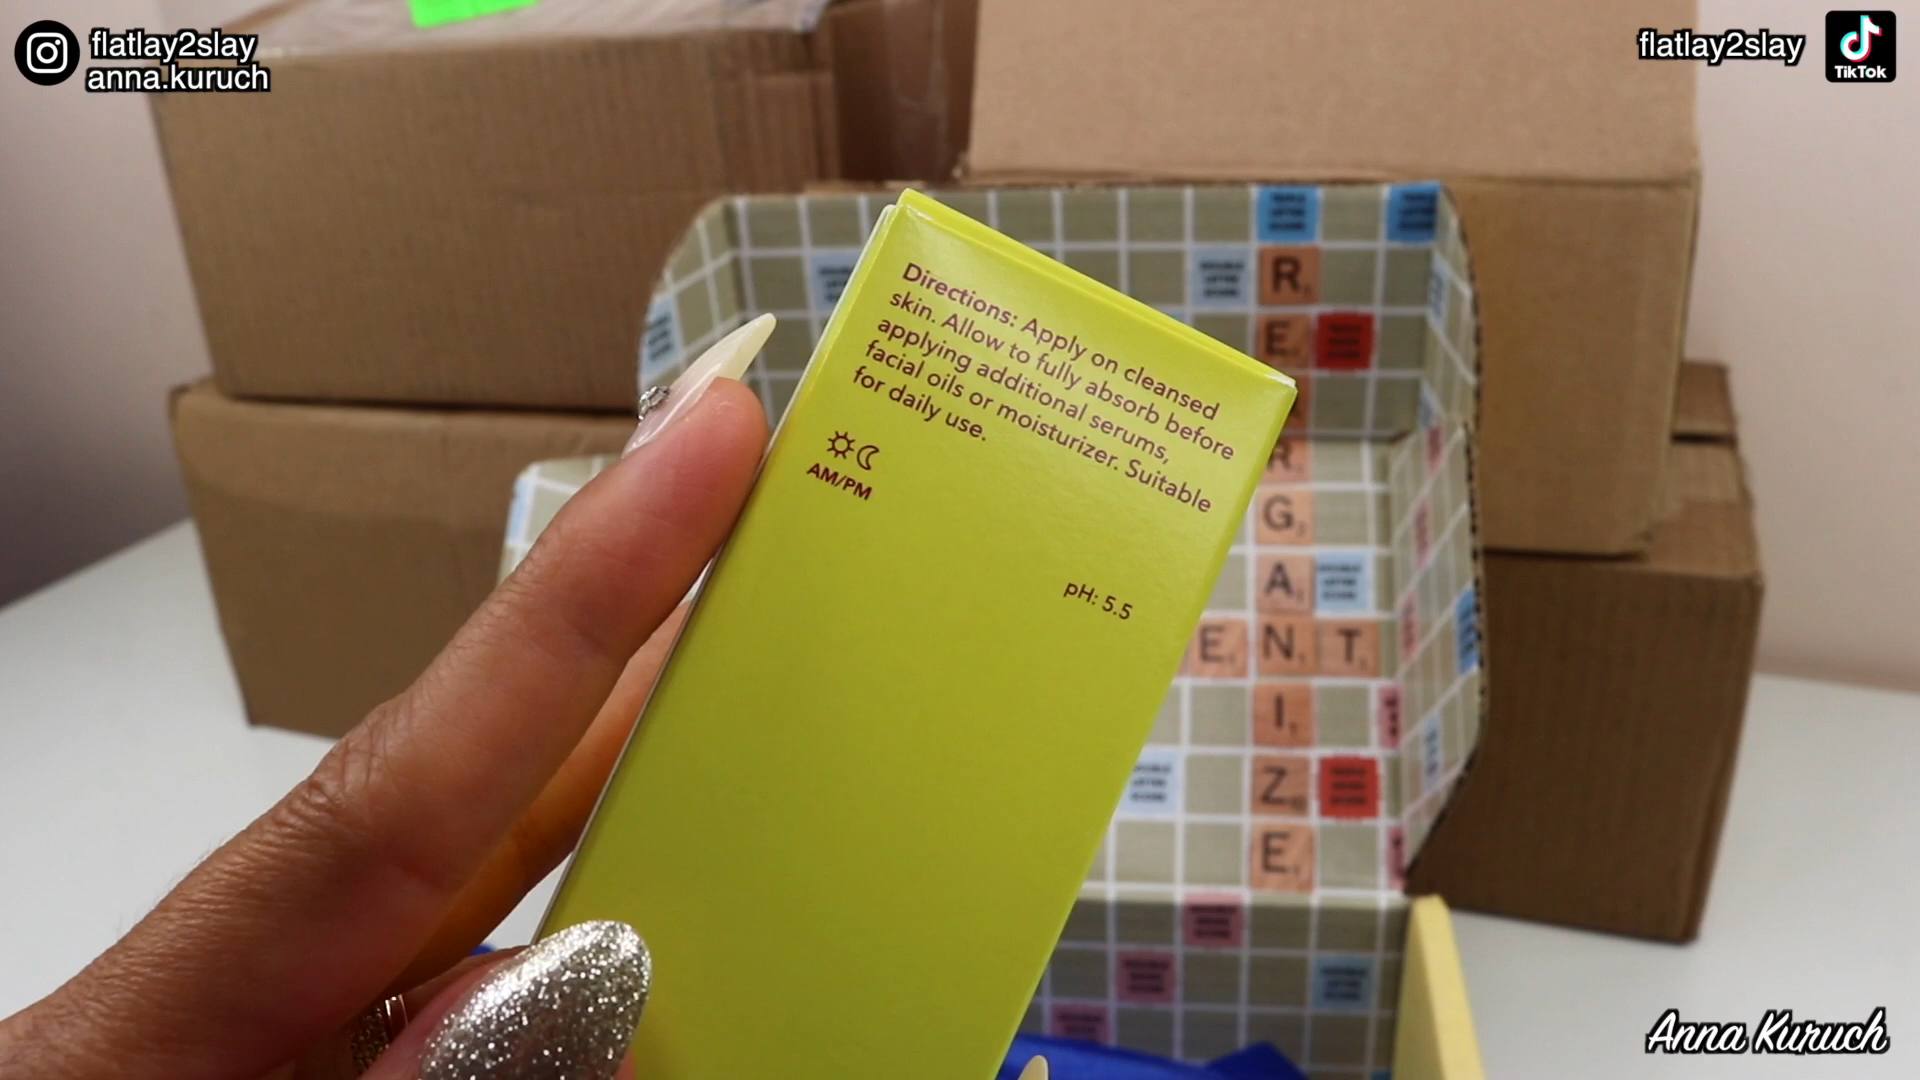 flatlay2slay
anna.kuruch
flatlay2slay
TikTok
Directions: Apply on cleansed
skin. Allow to fully absorb before
applying additional serums,
facial oils or moisturizer. Suitable
for daily use.
AM/PM
pH: 5.5
R
E
R
G
A
E N T
I
Z
E
Anna Kuruch